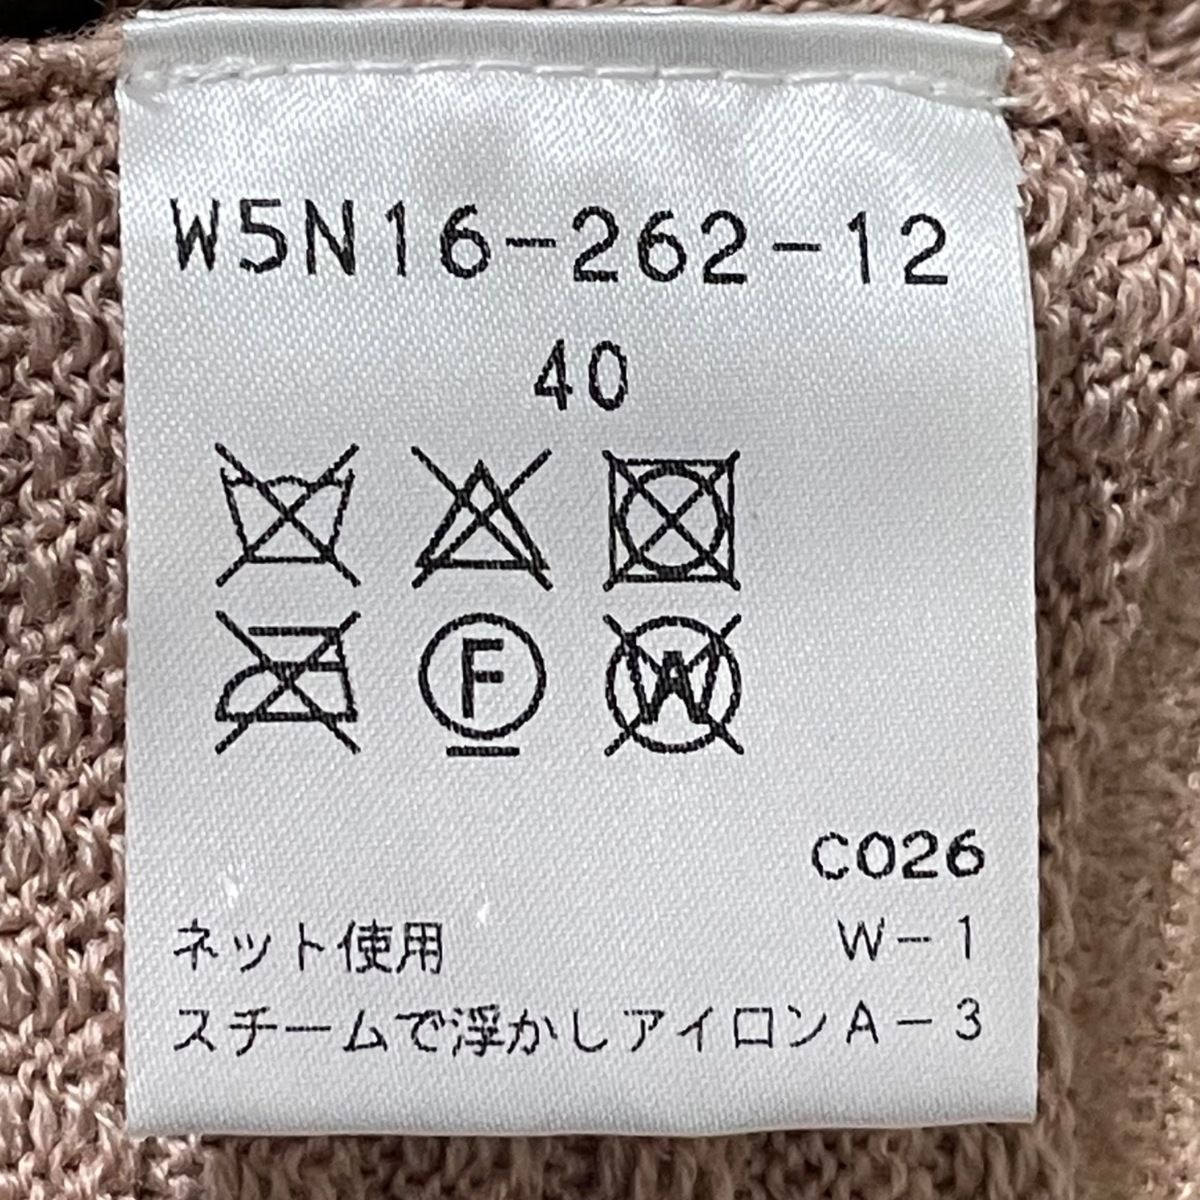 W5N16-262-12
40
F W
C026
ネット使用 W-1
スチームで浮かしアイロン A-3